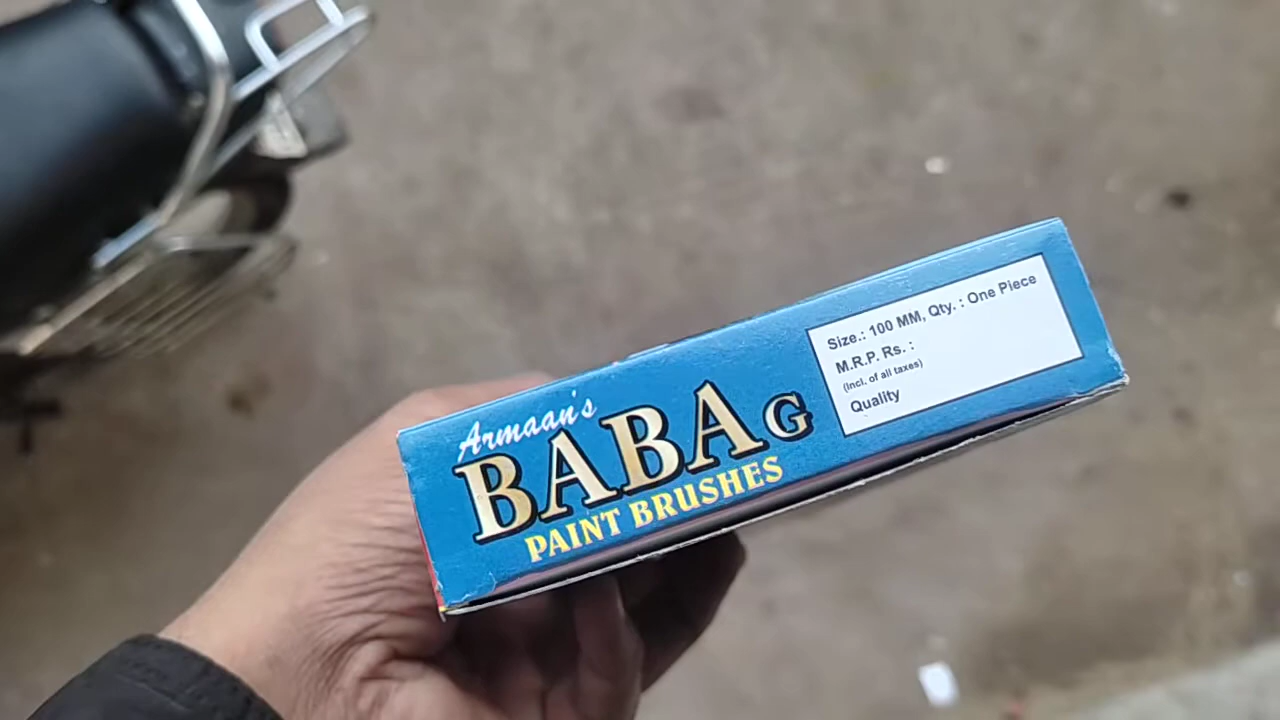 Armaan's
BABA G
PAINT BRUSHES
Size.: 100 MM, Qty. : One Piece
M.R.P. Rs. :
(Incl. of all taxes)
Quality